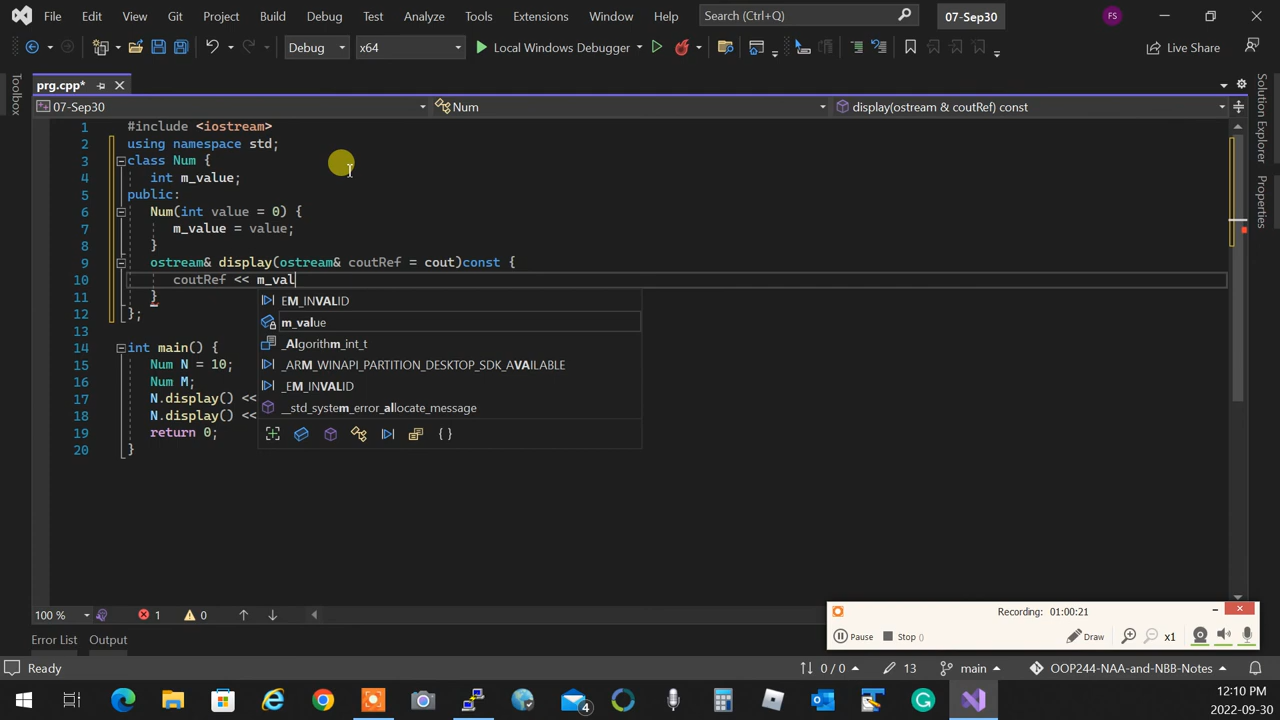 File Edit View Git Project Build Debug Test Analyze Tools Extensions Window Help Search (Ctrl+Q) 07-Sep30 FS
Debug x64 Local Windows Debugger Live Share
prg.cpp*
07-Sep30 Num display(ostream & coutRef) const
Toolbox
Solution Explorer
Properties
1 #include <iostream>
2 using namespace std;
3 class Num {
4 int m_value;
5 public:
6 Num(int value = 0) {
7 m_value = value;
8 }
9 ostream& display(ostream& coutRef = cout)const {
10 coutRef << m_val
11 }
12 };
13
14 int main() {
15 Num N = 10;
16 Num M;
17 N.display() <<
18 N.display() <<
19 return 0;
20 }
EM_INVALID
m_value
_Algorithm_int_t
_ARM_WINAPI_PARTITION_DESKTOP_SDK_AVAILABLE
_EM_INVALID
__std_system_error_allocate_message
{ }
100 % 1 0
Recording: 01:00:21
Pause Stop () Draw x1
Error List Output
Ready 0 / 0 13 main OOP244-NAA-and-NBB-Notes
4
12:10 PM
2022-09-30